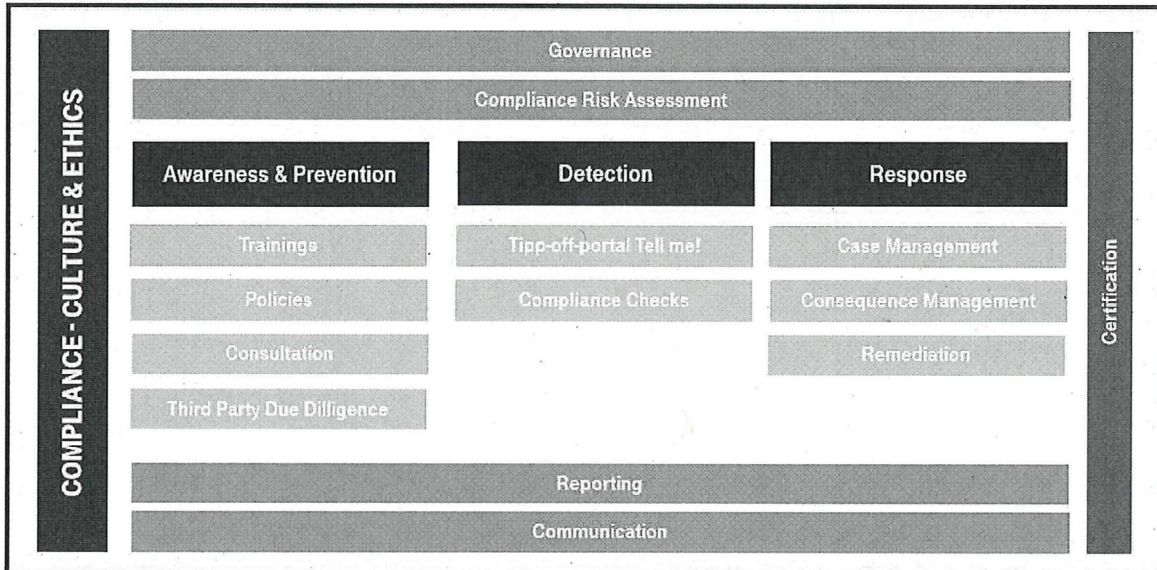 COMPLIANCE - CULTURE & ETHICS
Governance
Compliance Risk Assessment
Awareness & Prevention
Trainings
Policies
Consultation
Third Party Due Dilligence
Detection
Tipp-off-portal Tell me!
Compliance Checks
Response
Case Management
Consequence Management
Remediation
Reporting
Communication
Certification